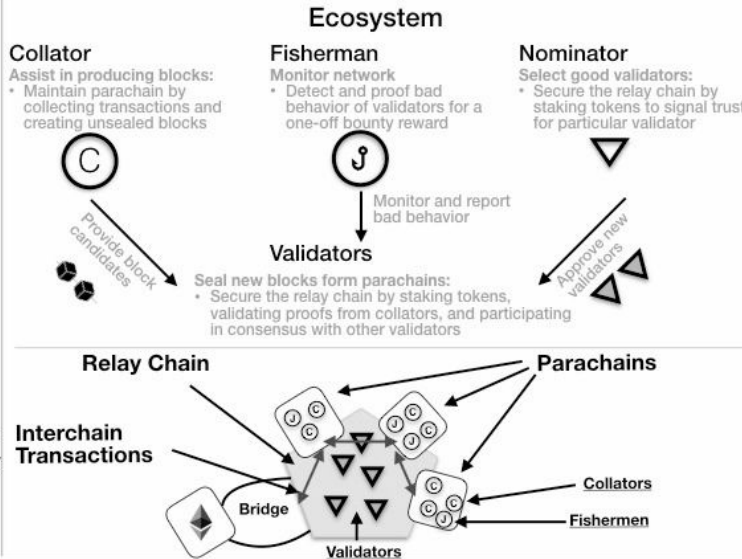 Ecosystem
Collator
Assist in producing blocks:
• Maintain parachain by
collecting transactions and
creating unsealed blocks
C
Fisherman
Monitor network
• Detect and proof bad
behavior of validators for a
one-off bounty reward
Nominator
Select good validators:
• Secure the relay chain by
staking tokens to signal trust
for particular validator
Provide block
candidates
Monitor and report
bad behavior
Approve new
validators
Validators
Seal new blocks form parachains:
• Secure the relay chain by staking tokens,
validating proofs from collators, and participating
in consensus with other validators
Relay Chain
Parachains
Interchain
Transactions
J C
C
C
J C
J
C
C C
J
Bridge
Collators
Fishermen
Validators